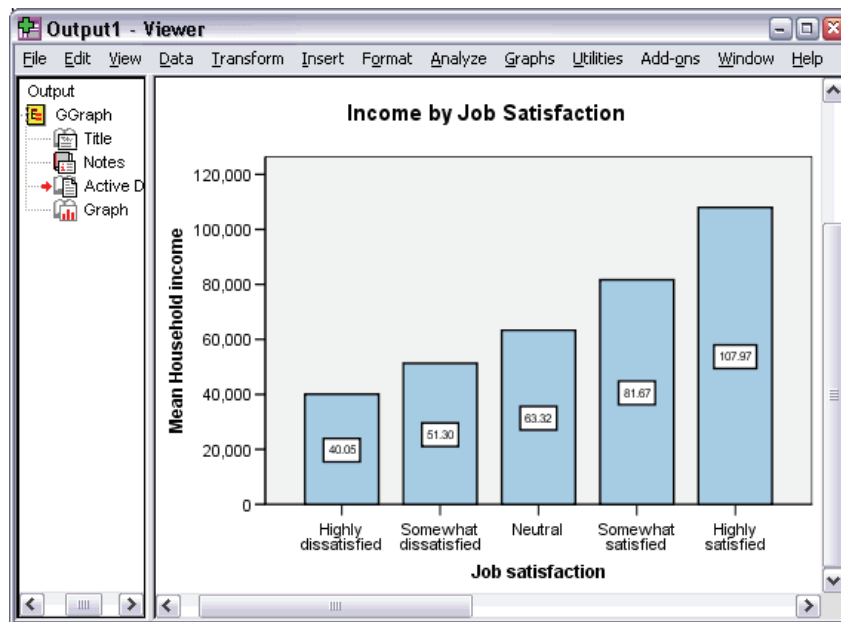 Output1 - Viewer
File Edit View Data Transform Insert Format Analyze Graphs Utilities Add-ons Window Help
Output
GGraph
Title
Notes
Active D
Graph
Income by Job Satisfaction
Mean Household income
120,000
100,000
80,000
60,000
40,000
20,000
0
40.05
51.30
63.32
81.67
107.97
Highly
dissatisfied
Somewhat
dissatisfied
Neutral
Somewhat
satisfied
Highly
satisfied
Job satisfaction